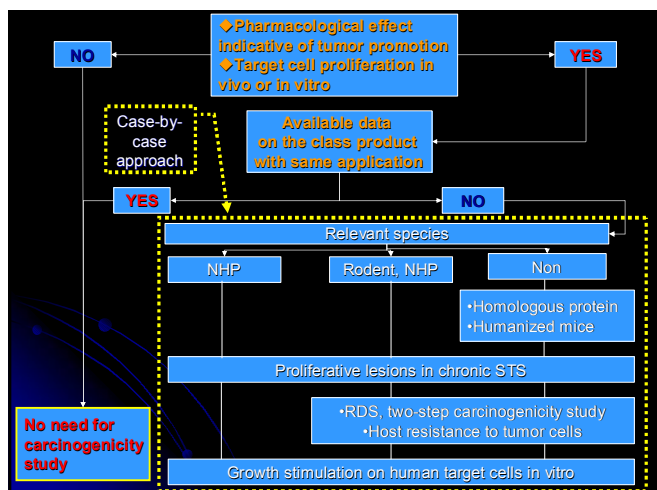 ◆Pharmacological effect
indicative of tumor promotion
◆Target cell proliferation in
vivo or in vitro
NO
YES
Case-by-
case
approach
Available data
on the class product
with same application
YES
NO
Relevant species
NHP
Rodent, NHP
Non
•Homologous protein
•Humanized mice
Proliferative lesions in chronic STS
•RDS, two-step carcinogenicity study
•Host resistance to tumor cells
No need for
carcinogenicity
study
Growth stimulation on human target cells in vitro